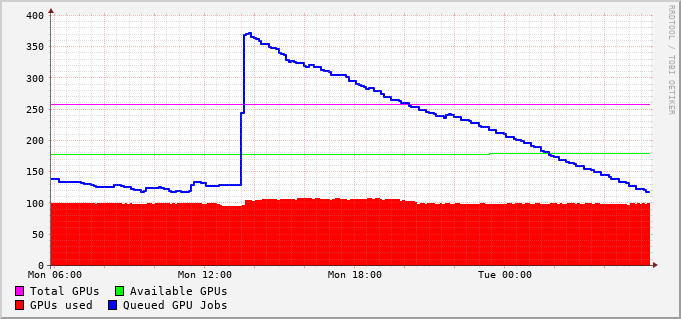 400
350
300
250
200
150
100
50
0
Mon 06:00 Mon 12:00 Mon 18:00 Tue 00:00
Total GPUs Available GPUs
GPUs used Queued GPU Jobs
RRDTOOL / TOBI OETIKER